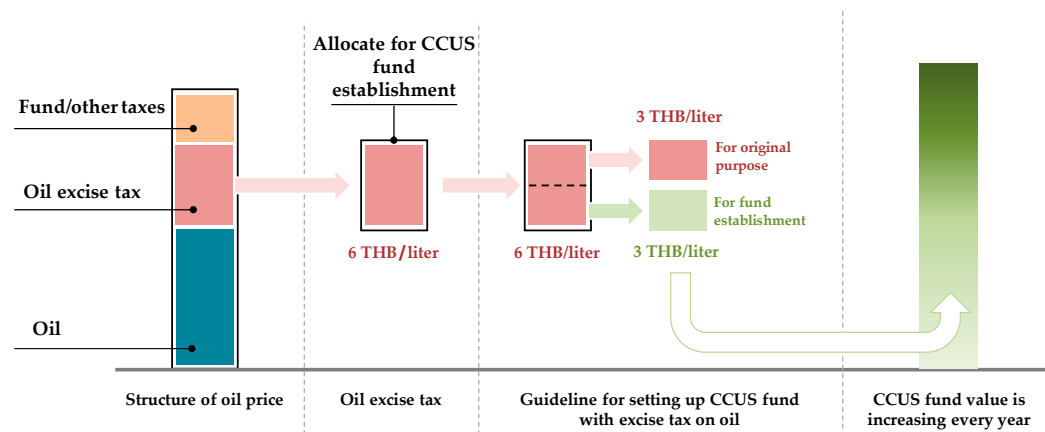 Fund/other taxes
Oil excise tax
Oil
Allocate for CCUS
fund
establishment
6 THB/liter
6 THB/liter
3 THB/liter
For original
purpose
For fund
establishment
3 THB/liter
Structure of oil price
Oil excise tax
Guideline for setting up CCUS fund
with excise tax on oil
CCUS fund value is
increasing every year